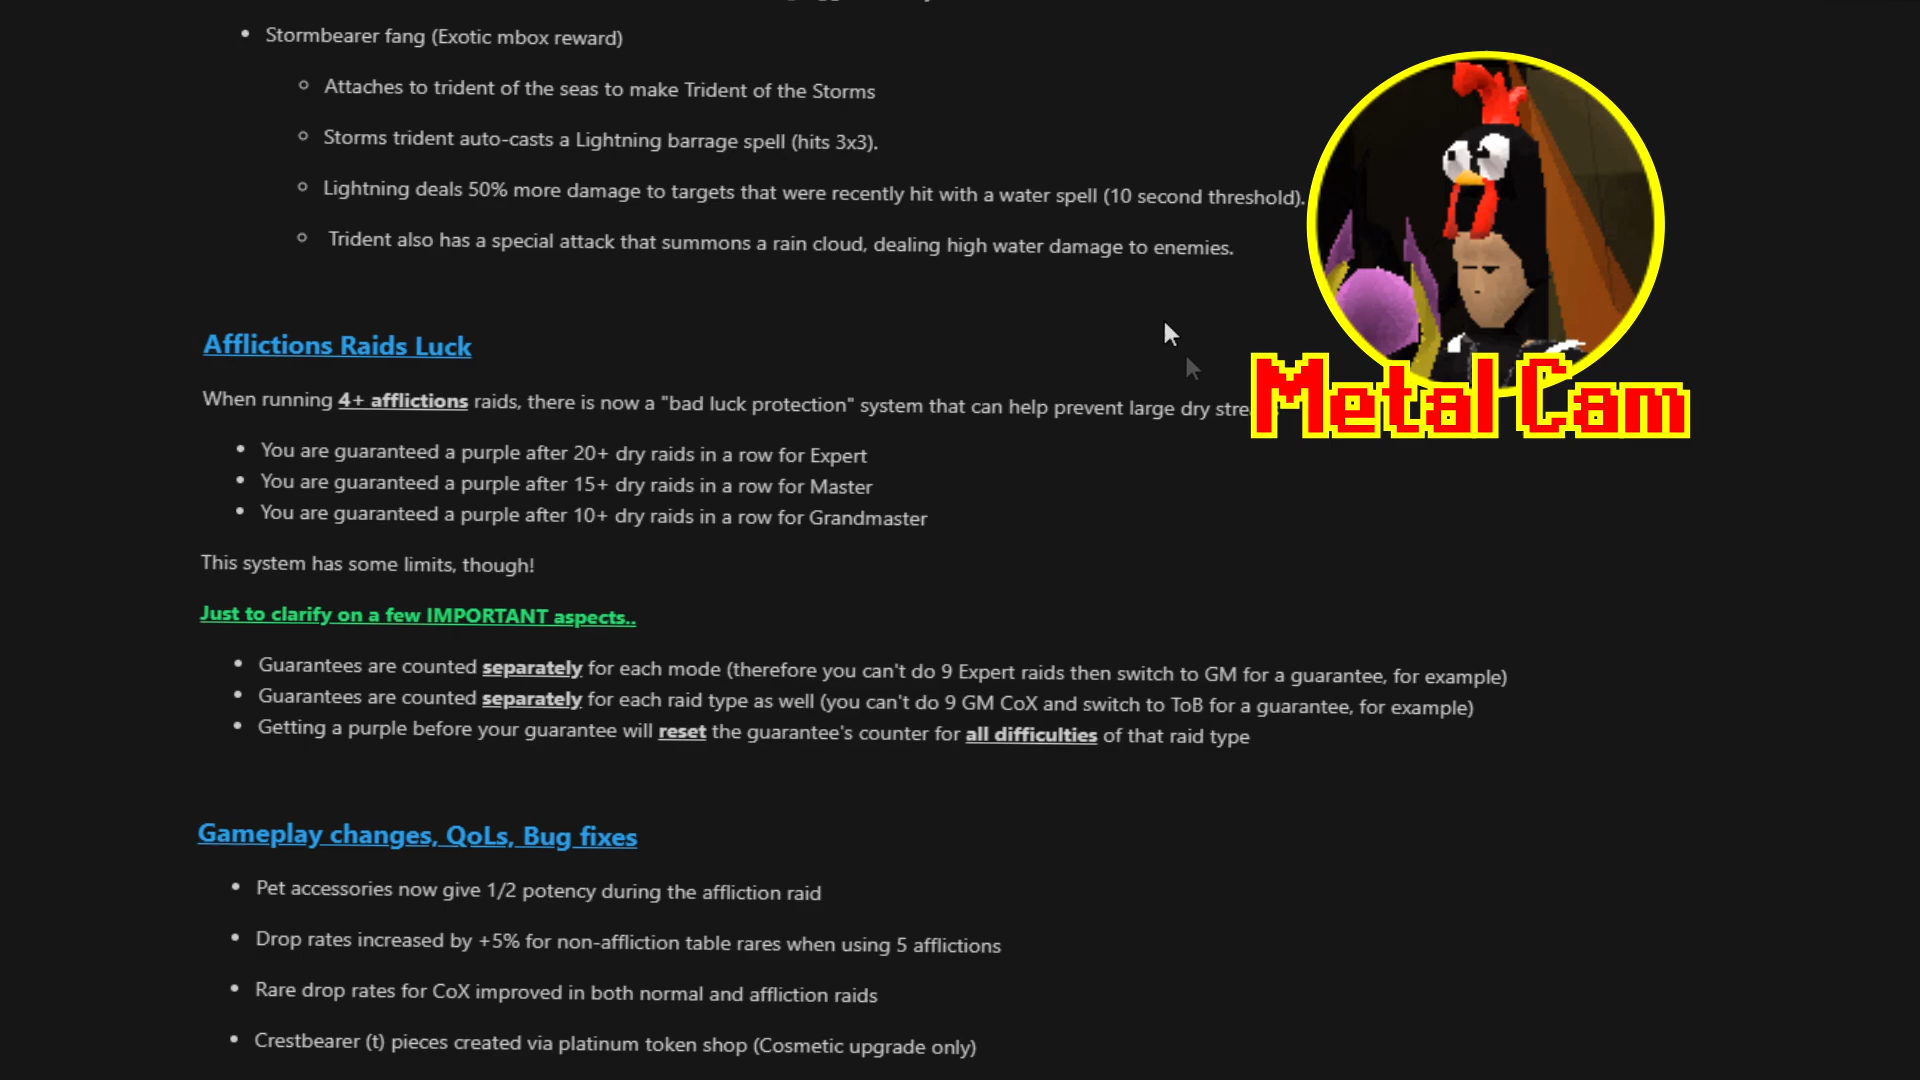 Stormbearer fang (Exotic mbox reward)
Attaches to trident of the seas to make Trident of the Storms
Storms trident auto-casts a Lightning barrage spell (hits 3x3).
Lightning deals 50% more damage to targets that were recently hit with a water spell (10 second threshold).
Trident also has a special attack that summons a rain cloud, dealing high water damage to enemies.
Afflictions Raids Luck
When running 4+ afflictions raids, there is now a "bad luck protection" system that can help prevent large dry
Metal Cam
You are guaranteed a purple after 20+ dry raids in a row for Expert
You are guaranteed a purple after 15+ dry raids in a row for Master
You are guaranteed a purple after 10+ dry raids in a row for Grandmaster
This system has some limits, though!
Just to clarify on a few IMPORTANT aspects..
Guarantees are counted separately for each mode (therefore you can't do 9 Expert raids then switch to GM for a guarantee, for example)
Guarantees are counted separately for each raid type as well (you can't do 9 GM CoX and switch to ToB for a guarantee, for example)
Getting a purple before your guarantee will reset the guarantee's counter for all difficulties of that raid type
Gameplay changes, QoLs, Bug fixes
Pet accessories now give 1/2 potency during the affliction raid
Drop rates increased by +5% for non-affliction table rares when using 5 afflictions
Rare drop rates for CoX improved in both normal and affliction raids
Crestbearer (t) pieces created via platinum token shop (Cosmetic upgrade only)